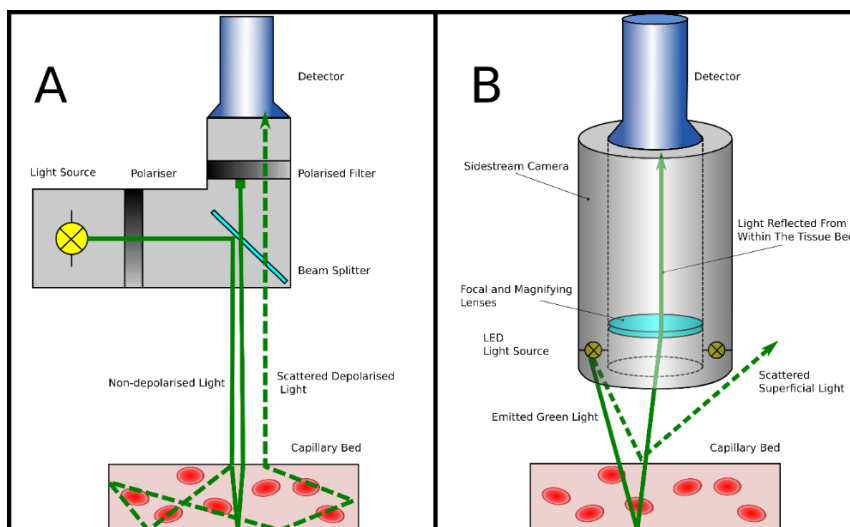 A
Detector
Light Source
Polariser
Polarised Filter
Beam Splitter
Non-depolarised Light
Scattered Depolarised
Light
Capillary Bed
B
Detector
Sidestream Camera
Light Reflected From
Within The Tissue Bed
Focal and Magnifying
Lenses
LED
Light Source
Scattered
Superficial Light
Emitted Green Light
Capillary Bed